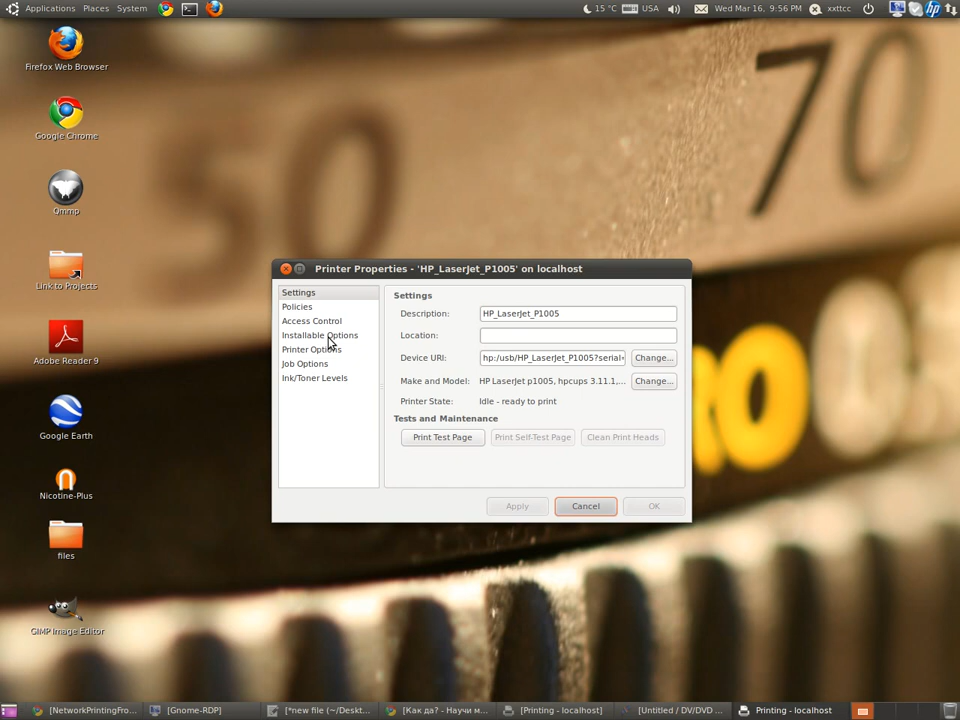 Applications Places System
15 °C USA Wed Mar 16, 9:56 PM xxttcc
hp
50 70
Firefox Web Browser
Google Chrome
Qmmp
Link to Projects
Adobe Reader 9
Google Earth
Nicotine-Plus
files
GIMP Image Editor
Printer Properties - 'HP_LaserJet_P1005' on localhost
Settings
Policies
Access Control
Installable Options
Printer Options
Job Options
Ink/Toner Levels
Settings
Description: HP_LaserJet_P1005
Location:
Device URI: hp:/usb/HP_LaserJet_P1005?serial= Change...
Make and Model: HP LaserJet p1005, hpcups 3.11.1,... Change...
Printer State: Idle - ready to print
Tests and Maintenance
Print Test Page Print Self-Test Page Clean Print Heads
Apply Cancel OK
[NetworkPrintingFro... [Gnome-RDP] [*new file (~/Deskt... [Как да? - Научи м... [Printing - localhost] [Untitled / DV/DVD ... Printing - localhost